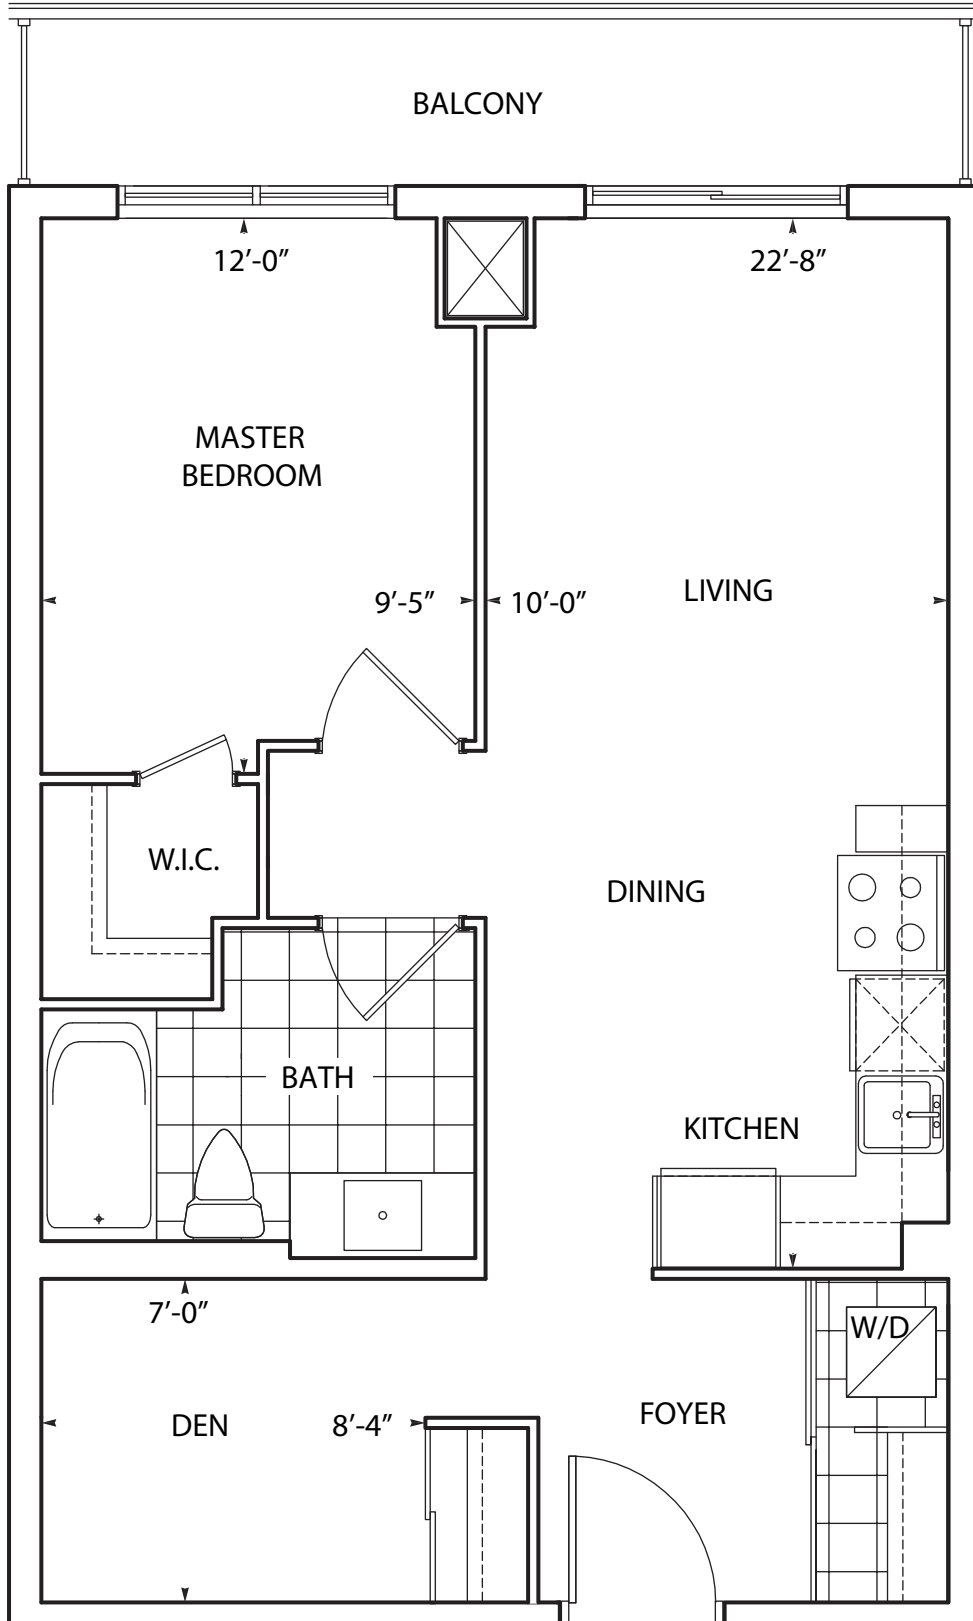 BALCONY
12’-0”
22’-8”
MASTER
BEDROOM
LIVING
9’-5”
10’-0”
W.I.C.
DINING
BATH
KITCHEN
7’-0”
W/D
DEN
8’-4”
FOYER